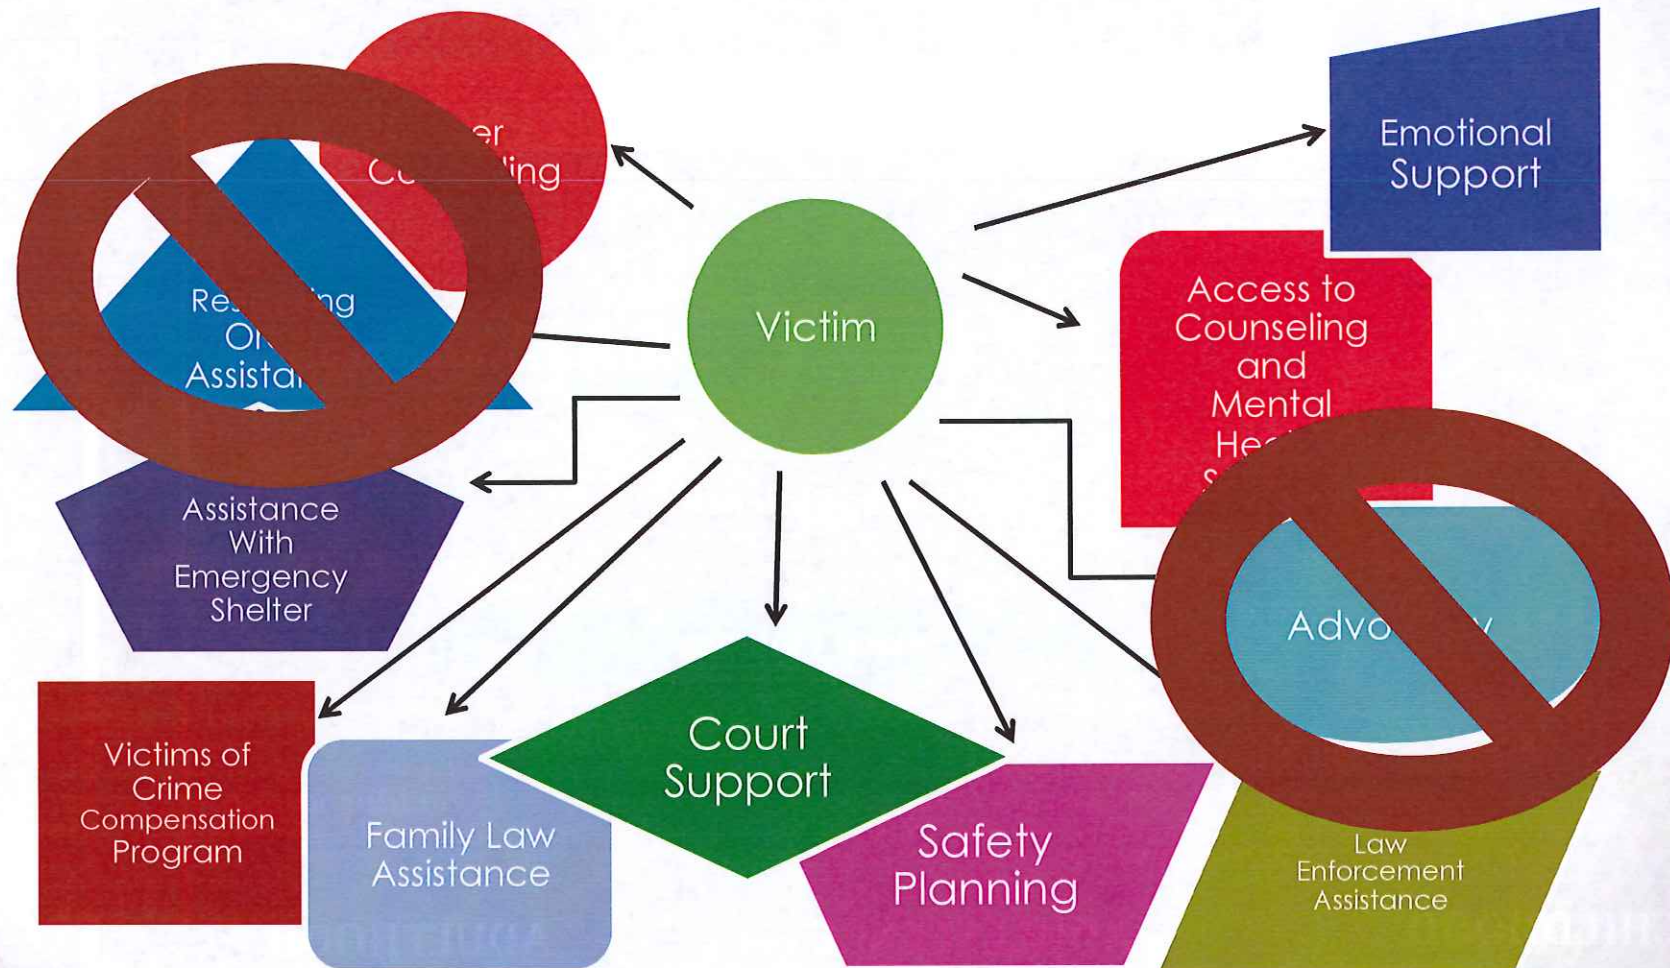 Emotional
Support
Victim
Access to
Counseling
and
Mental
Assistance
With
Emergency
Shelter
Court
Support
Victims of
Crime
Compensation
Program
Family Law
Assistance
Safety
Planning
Law
Enforcement
Assistance